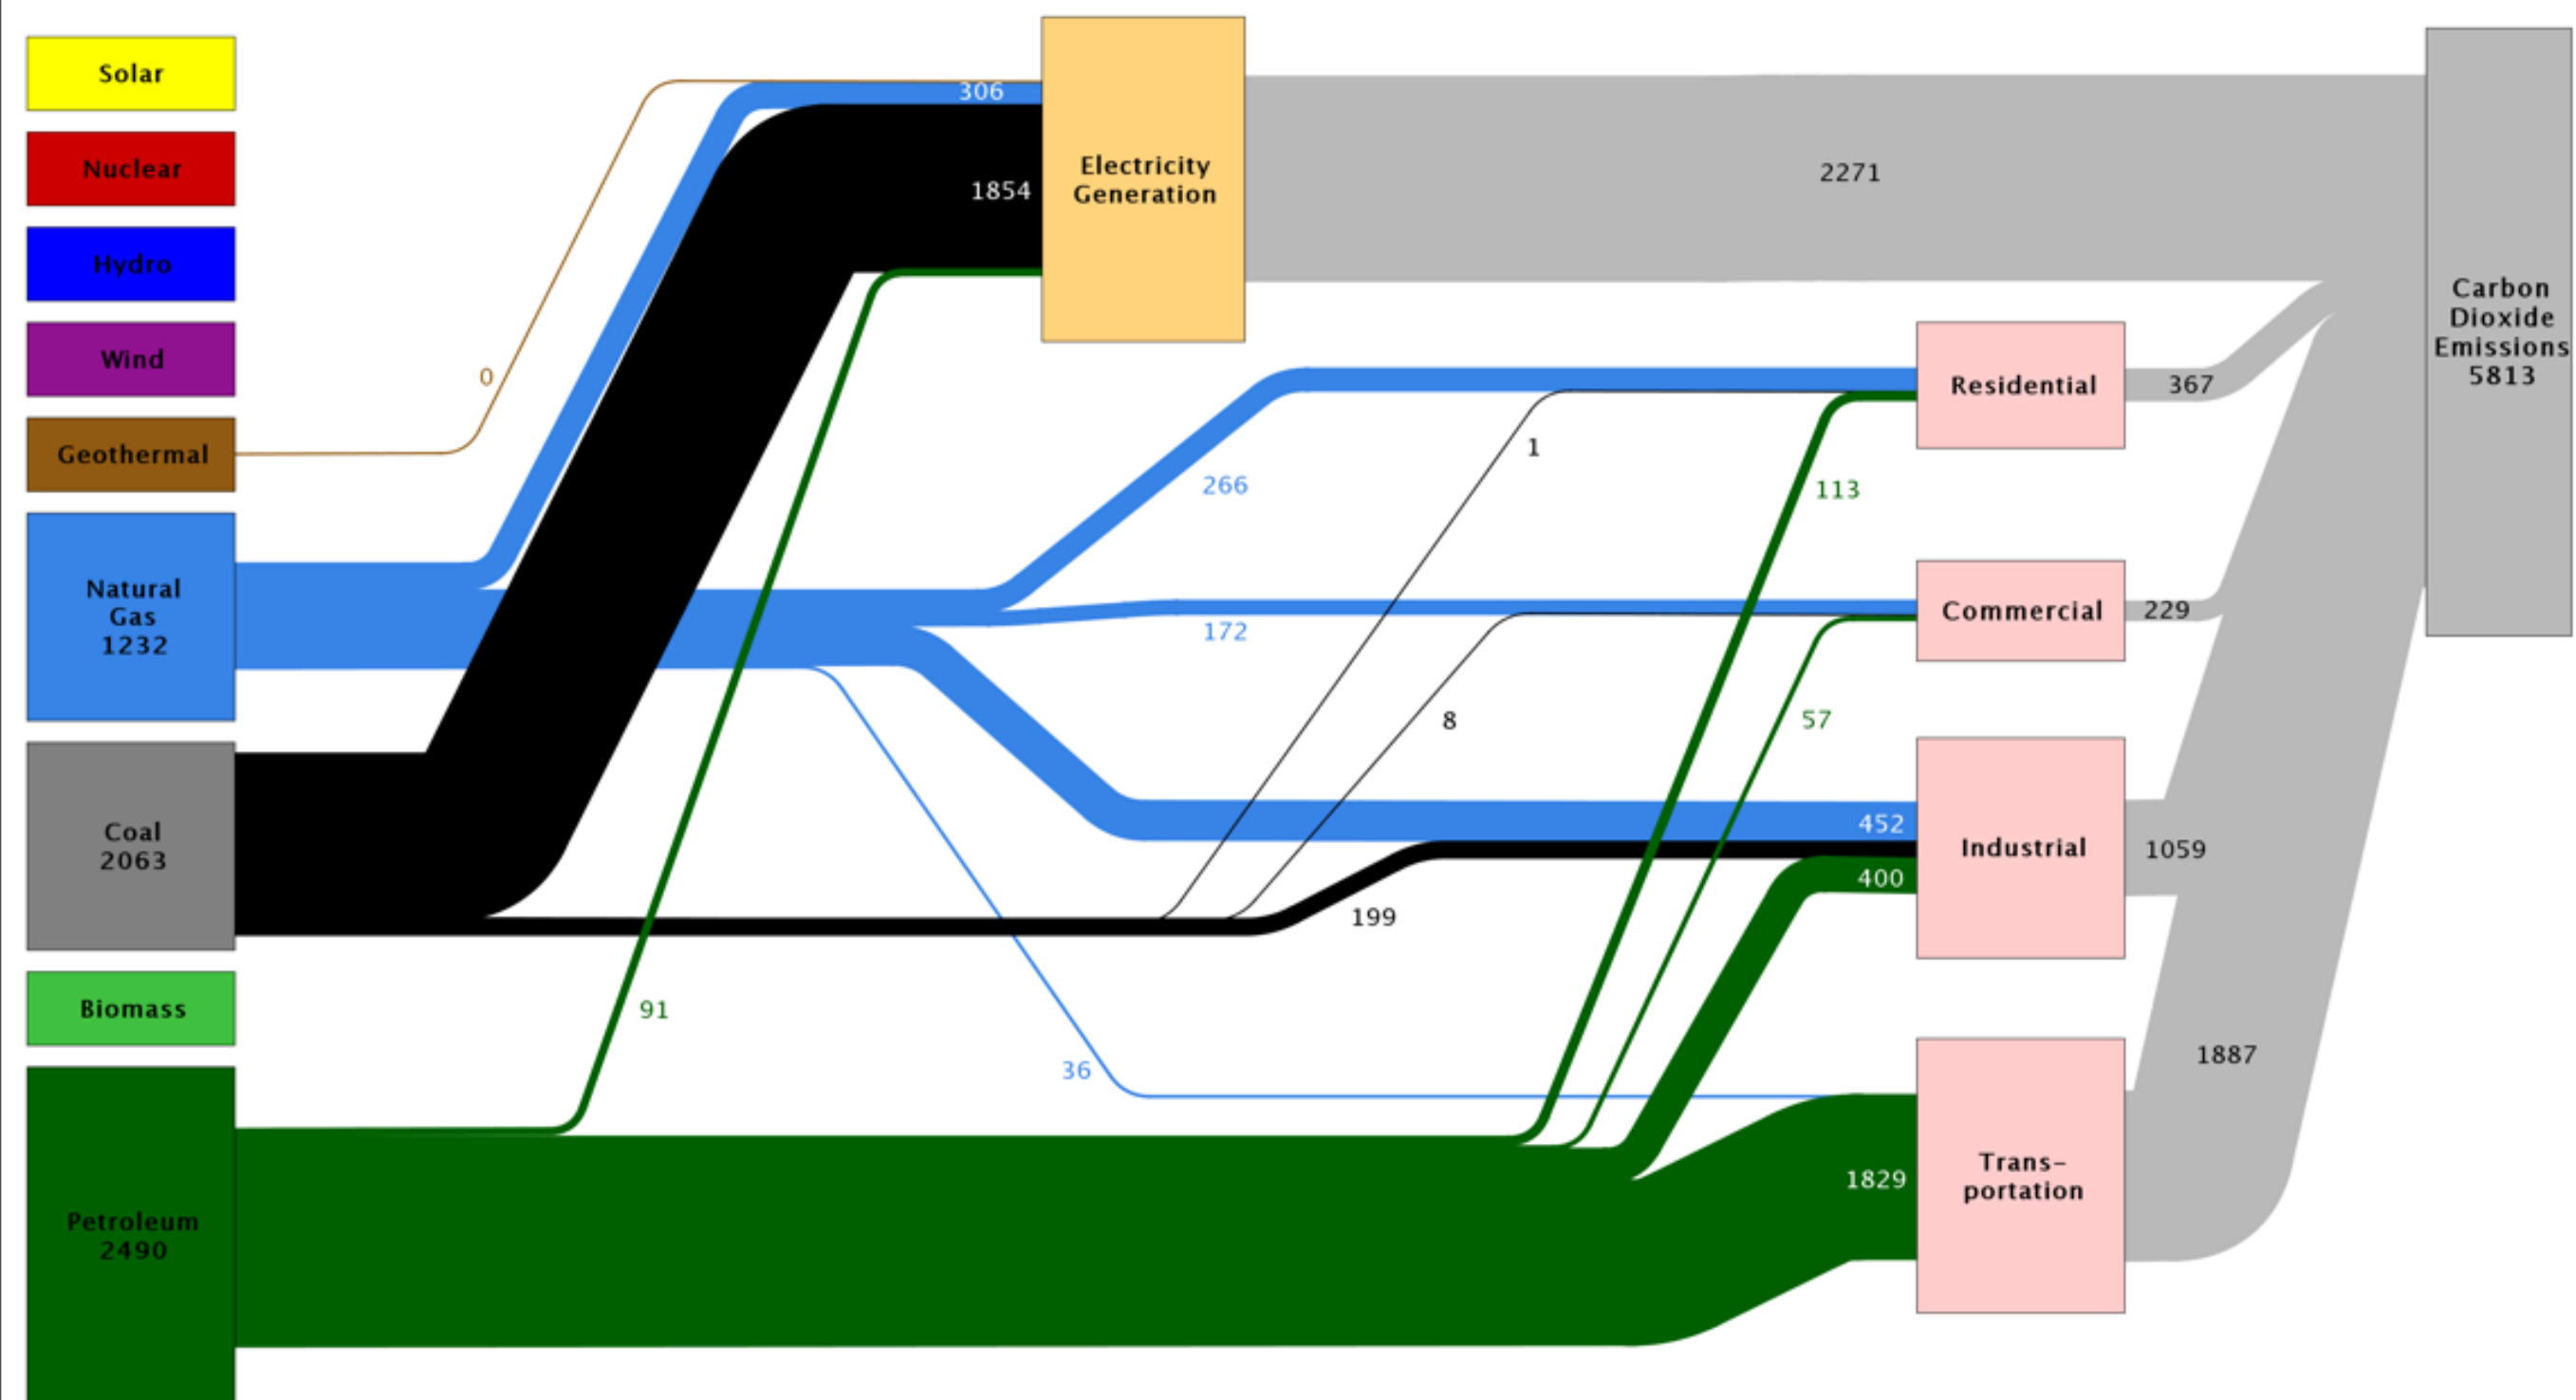 Solar
Nuclear
Hydro
Wind
Geothermal
Natural
Gas
1232
Coal
2063
Biomass
Petroleum
2490
0
306
1854
91
Electricity
Generation
2271
266
172
36
1
8
199
113
57
452
400
1829
Residential
367
Commercial
229
Industrial
1059
Trans-
portation
1887
Carbon
Dioxide
Emissions
5813